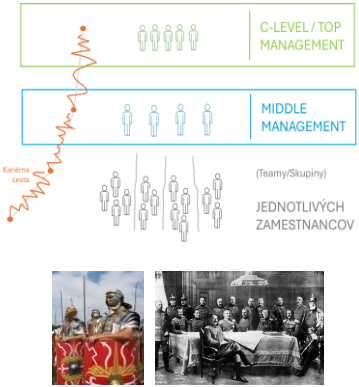 C-LEVEL / TOP
MANAGEMENT
MIDDLE
MANAGEMENT
Kariérna
cesta
(Teamy/Skupiny)
JEDNOTLIVÝCH
ZAMESTNANCOV